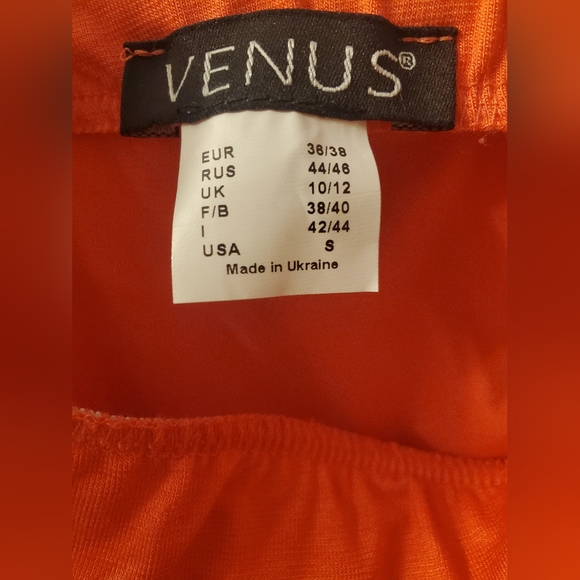 VENUS®
EUR 36/38
RUS 44/46
UK 10/12
F/B 38/40
I 42/44
USA S
Made in Ukraine